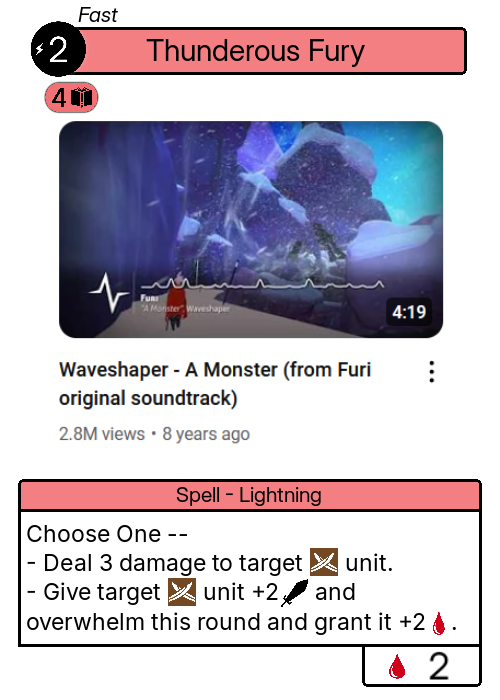 Fast
2
Thunderous Fury
4
Furi
"A Monster", Waveshaper
4:19
Waveshaper - A Monster (from Furi
original soundtrack)
2.8M views • 8 years ago
Spell - Lightning
Choose One --
- Deal 3 damage to target unit.
- Give target unit +2 and
overwhelm this round and grant it +2 .
2